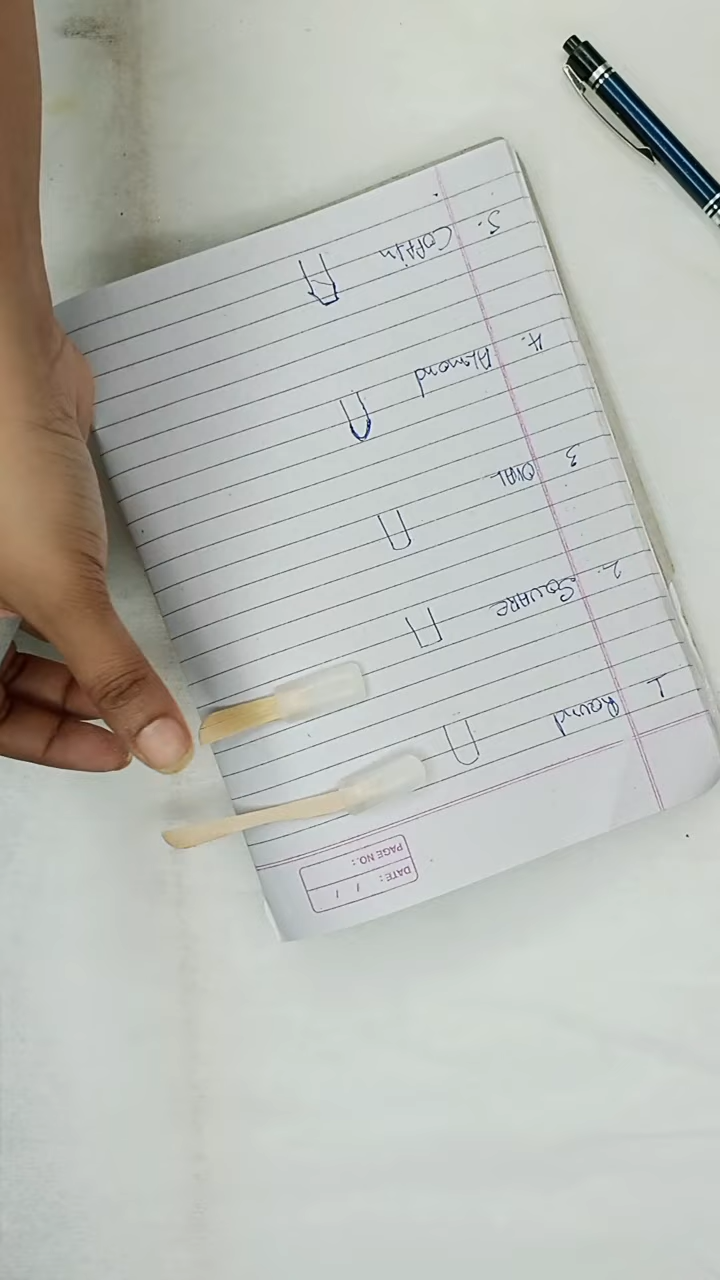 PAGE NO.:
DATE: / /
1. Round
2. SQUARE
3 OVAL
4. Almond
5. Coffin